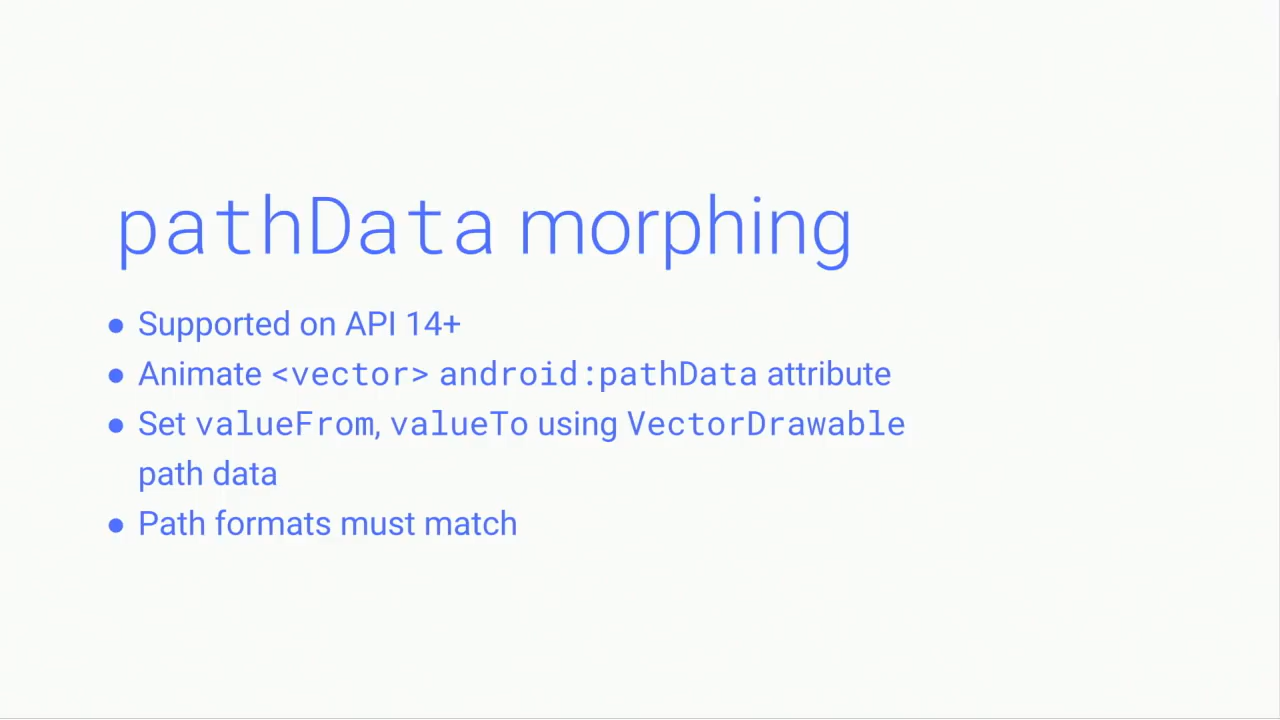 pathData morphing
● Supported on API 14+
● Animate <vector> android:pathData attribute
● Set valueFrom, valueTo using VectorDrawable
path data
● Path formats must match